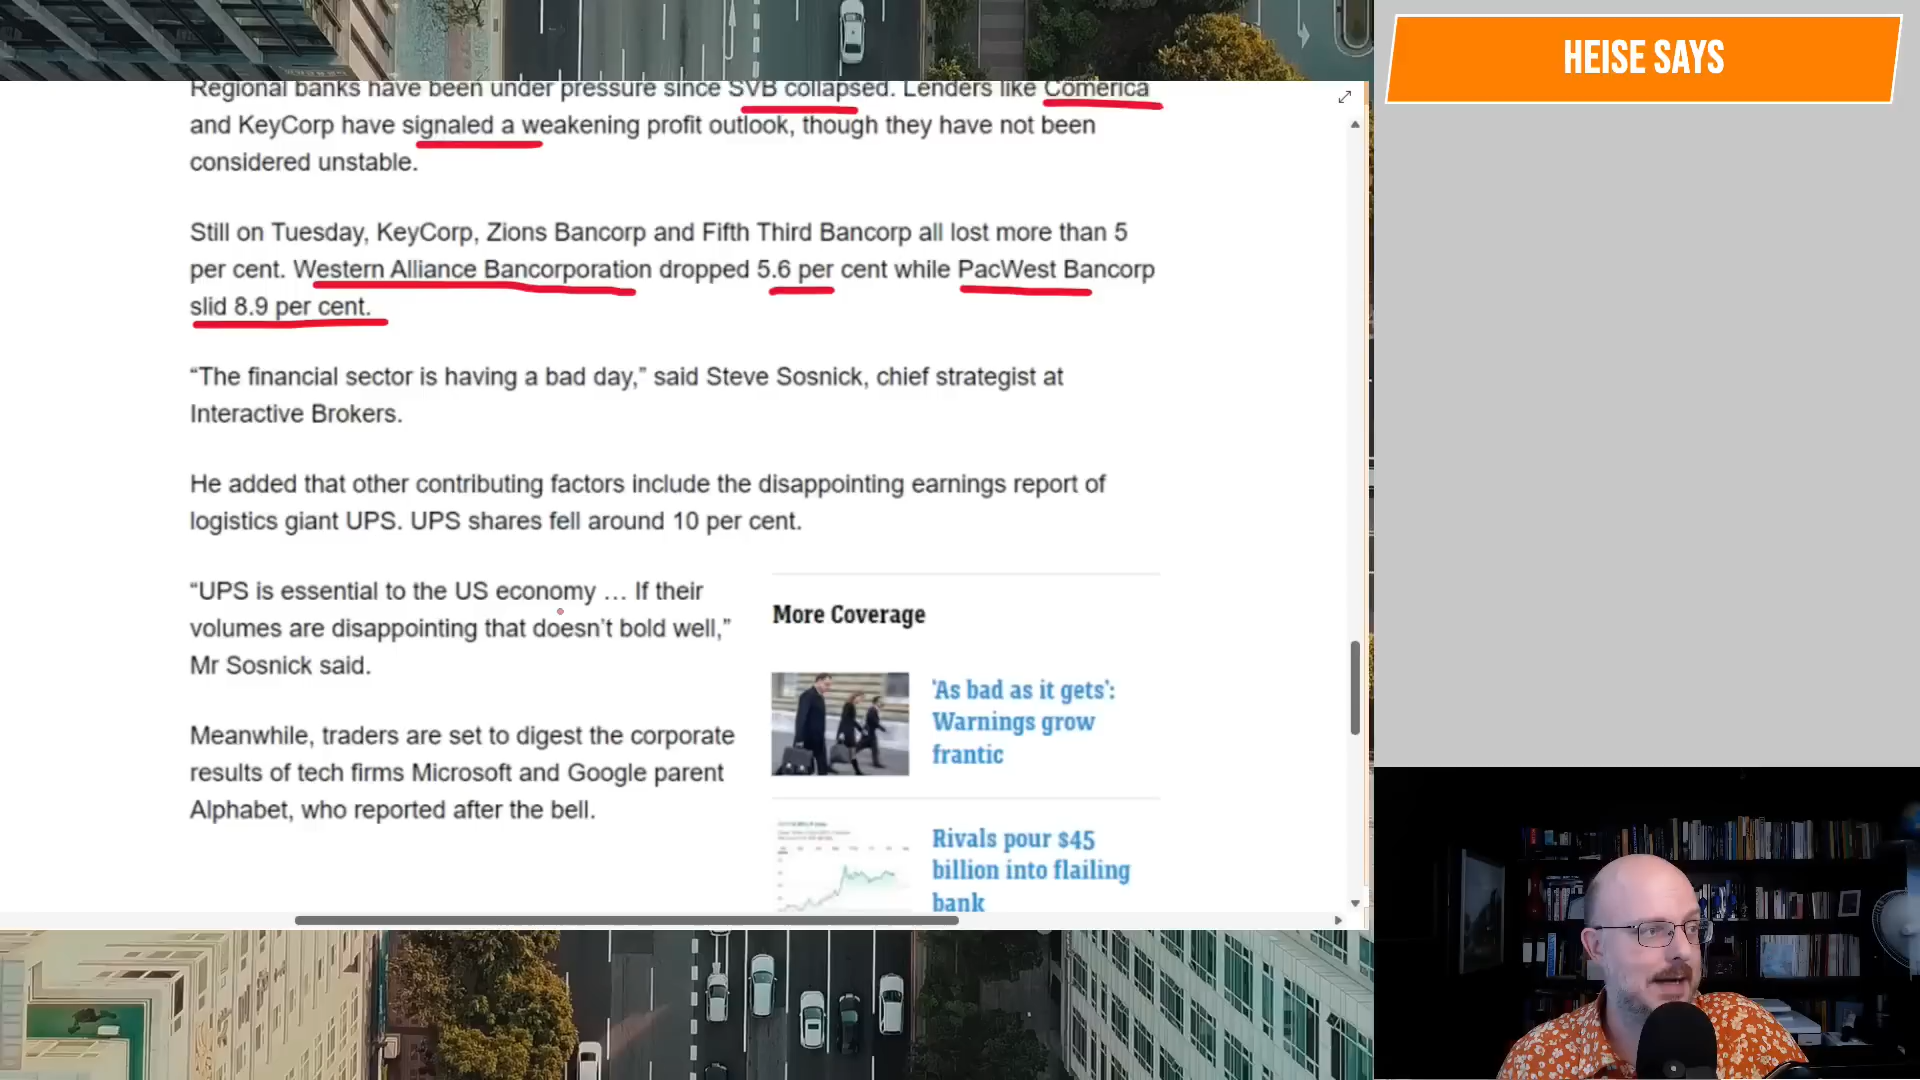 HEISE SAYS
Regional banks have been under pressure since SVB collapsed. Lenders like Comerica
and KeyCorp have signaled a weakening profit outlook, though they have not been
considered unstable.
Still on Tuesday, KeyCorp, Zions Bancorp and Fifth Third Bancorp all lost more than 5
per cent. Western Alliance Bancorporation dropped 5.6 per cent while PacWest Bancorp
slid 8.9 per cent.
“The financial sector is having a bad day,” said Steve Sosnick, chief strategist at
Interactive Brokers.
He added that other contributing factors include the disappointing earnings report of
logistics giant UPS. UPS shares fell around 10 per cent.
“UPS is essential to the US economy … If their
volumes are disappointing that doesn’t bold well,”
Mr Sosnick said.
Meanwhile, traders are set to digest the corporate
results of tech firms Microsoft and Google parent
Alphabet, who reported after the bell.
More Coverage
‘As bad as it gets’:
Warnings grow
frantic
Rivals pour $45
billion into flailing
bank